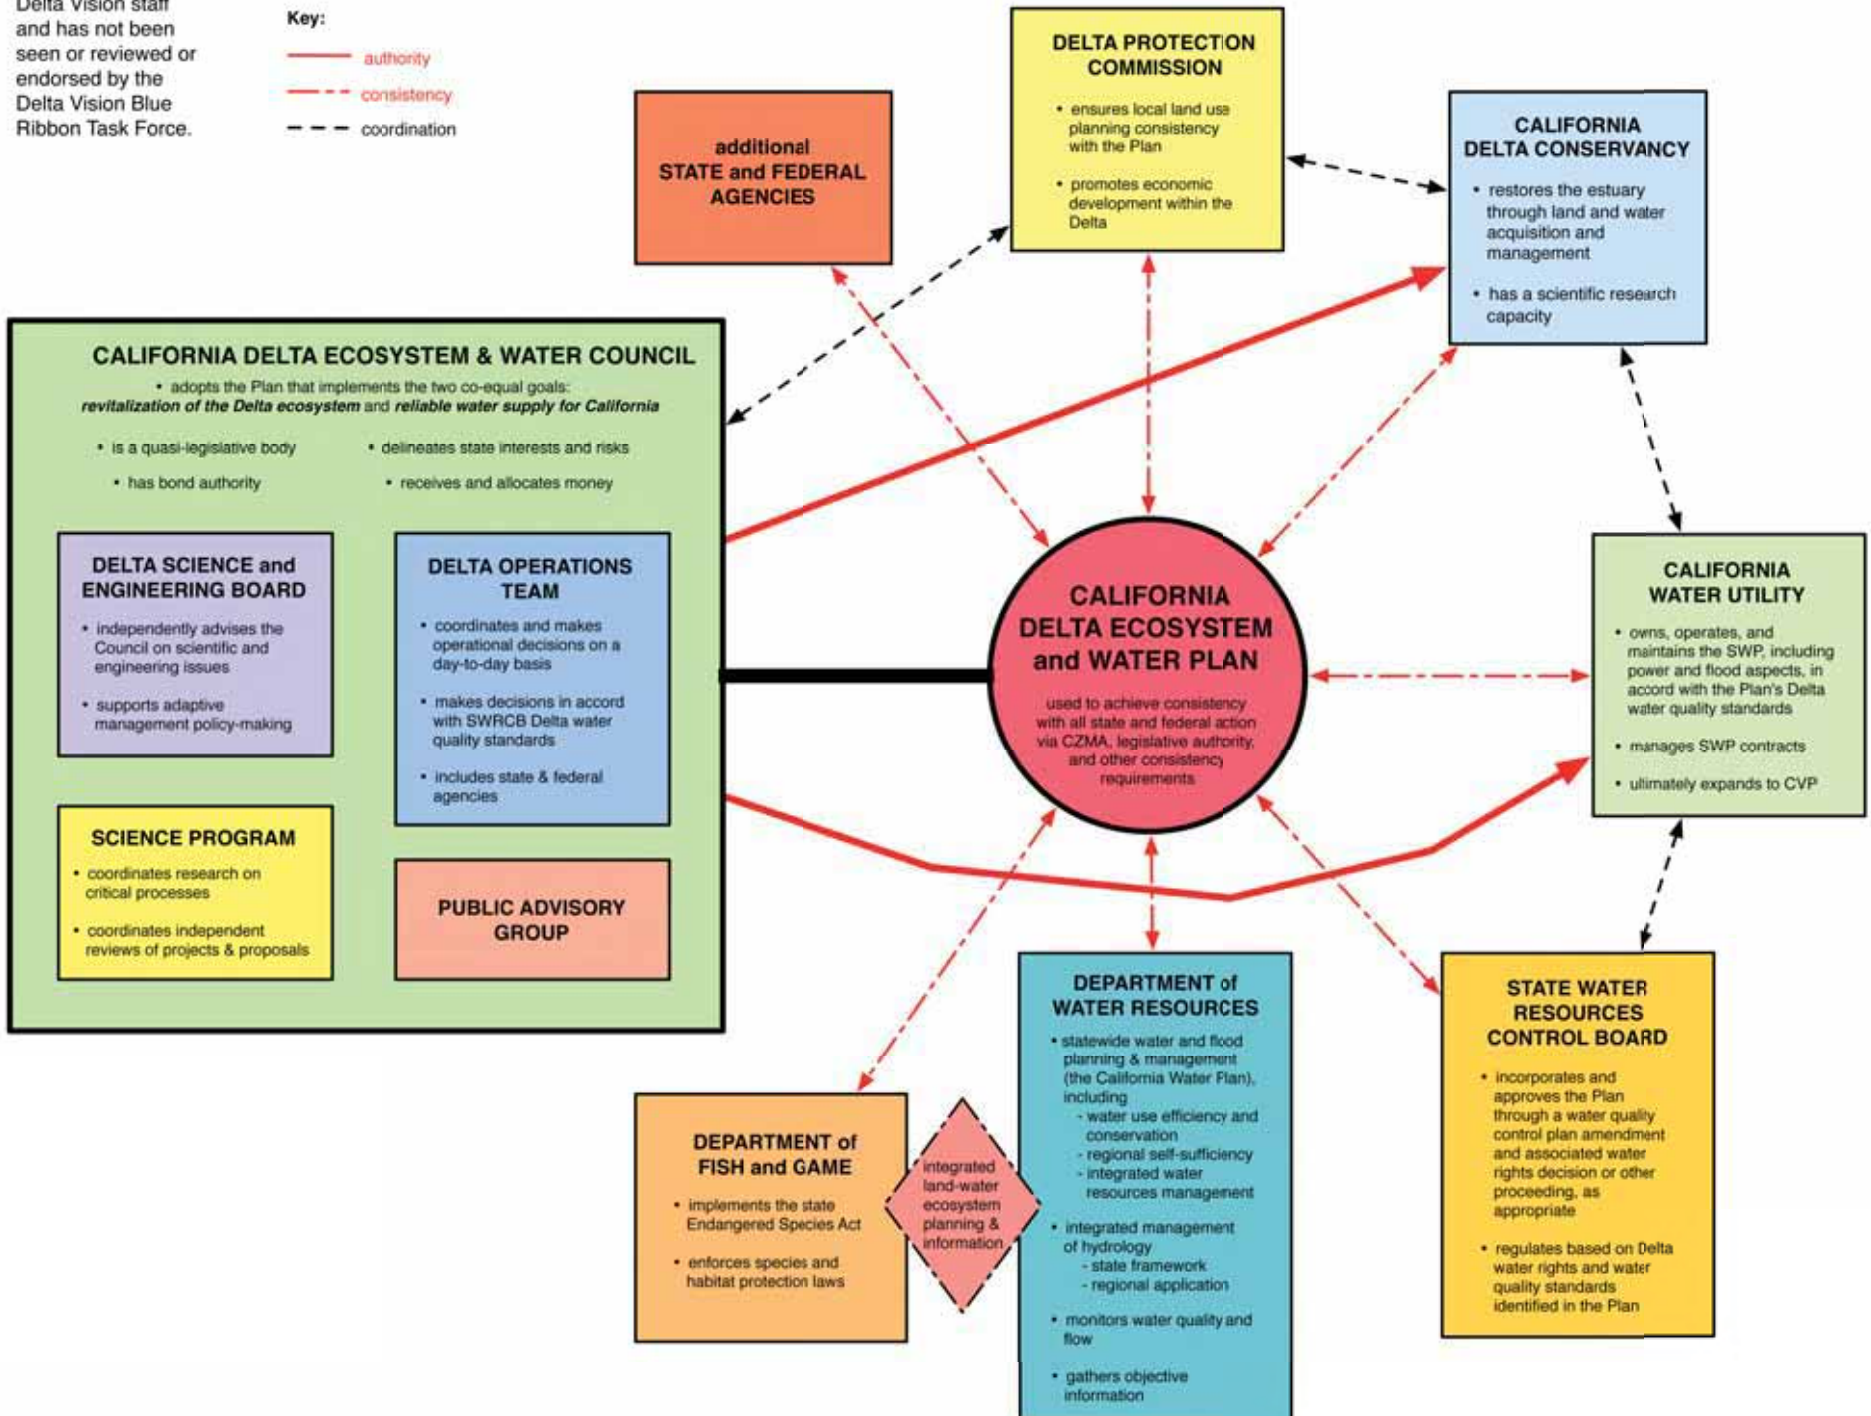 Delta Vision staff
and has not been
seen or reviewed or
endorsed by the
Delta Vision Blue
Ribbon Task Force.
Key:
authority
consistency
coordination
additional
STATE and FEDERAL
AGENCIES
DELTA PROTECTION
COMMISSION
• ensures local land use
planning consistency
with the Plan
• promotes economic
development within the
Delta
CALIFORNIA
DELTA CONSERVANCY
• restores the estuary
through land and water
acquisition and
management
• has a scientific research
capacity
CALIFORNIA DELTA ECOSYSTEM & WATER COUNCIL
• adopts the Plan that implements the two co-equal goals:
revitalization of the Delta ecosystem and reliable water supply for California
• is a quasi-legislative body
• delineates state interests and risks
• has bond authority
• receives and allocates money
DELTA SCIENCE and
ENGINEERING BOARD
• independently advises the
Council on scientific and
engineering issues
• supports adaptive
management policy-making
DELTA OPERATIONS
TEAM
• coordinates and makes
operational decisions on a
day-to-day basis
• makes decisions in accord
with SWRCB Delta water
quality standards
• includes state & federal
agencies
SCIENCE PROGRAM
• coordinates research on
critical processes
• coordinates independent
reviews of projects & proposals
PUBLIC ADVISORY
GROUP
CALIFORNIA
DELTA ECOSYSTEM
and WATER PLAN
used to achieve consistency
with all state and federal action
via CZMA, legislative authority,
and other consistency
requirements
CALIFORNIA
WATER UTILITY
• owns, operates, and
maintains the SWP, including
power and flood aspects, in
accord with the Plan's Delta
water quality standards
• manages SWP contracts
• ultimately expands to CVP
DEPARTMENT of
FISH and GAME
• implements the state
Endangered Species Act
• enforces species and
habitat protection laws
integrated
land-water
ecosystem
planning &
information
DEPARTMENT of
WATER RESOURCES
• statewide water and flood
planning & management
(the California Water Plan),
including
- water use efficiency and
conservation
- regional self-sufficiency
- integrated water
resources management
• integrated management
of hydrology
- state framework
- regional application
• monitors water quality and
flow
• gathers objective
information
STATE WATER
RESOURCES
CONTROL BOARD
• incorporates and
approves the Plan
through a water quality
control plan amendment
and associated water
rights decision or other
proceeding, as
appropriate
• regulates based on Delta
water rights and water
quality standards
identified in the Plan